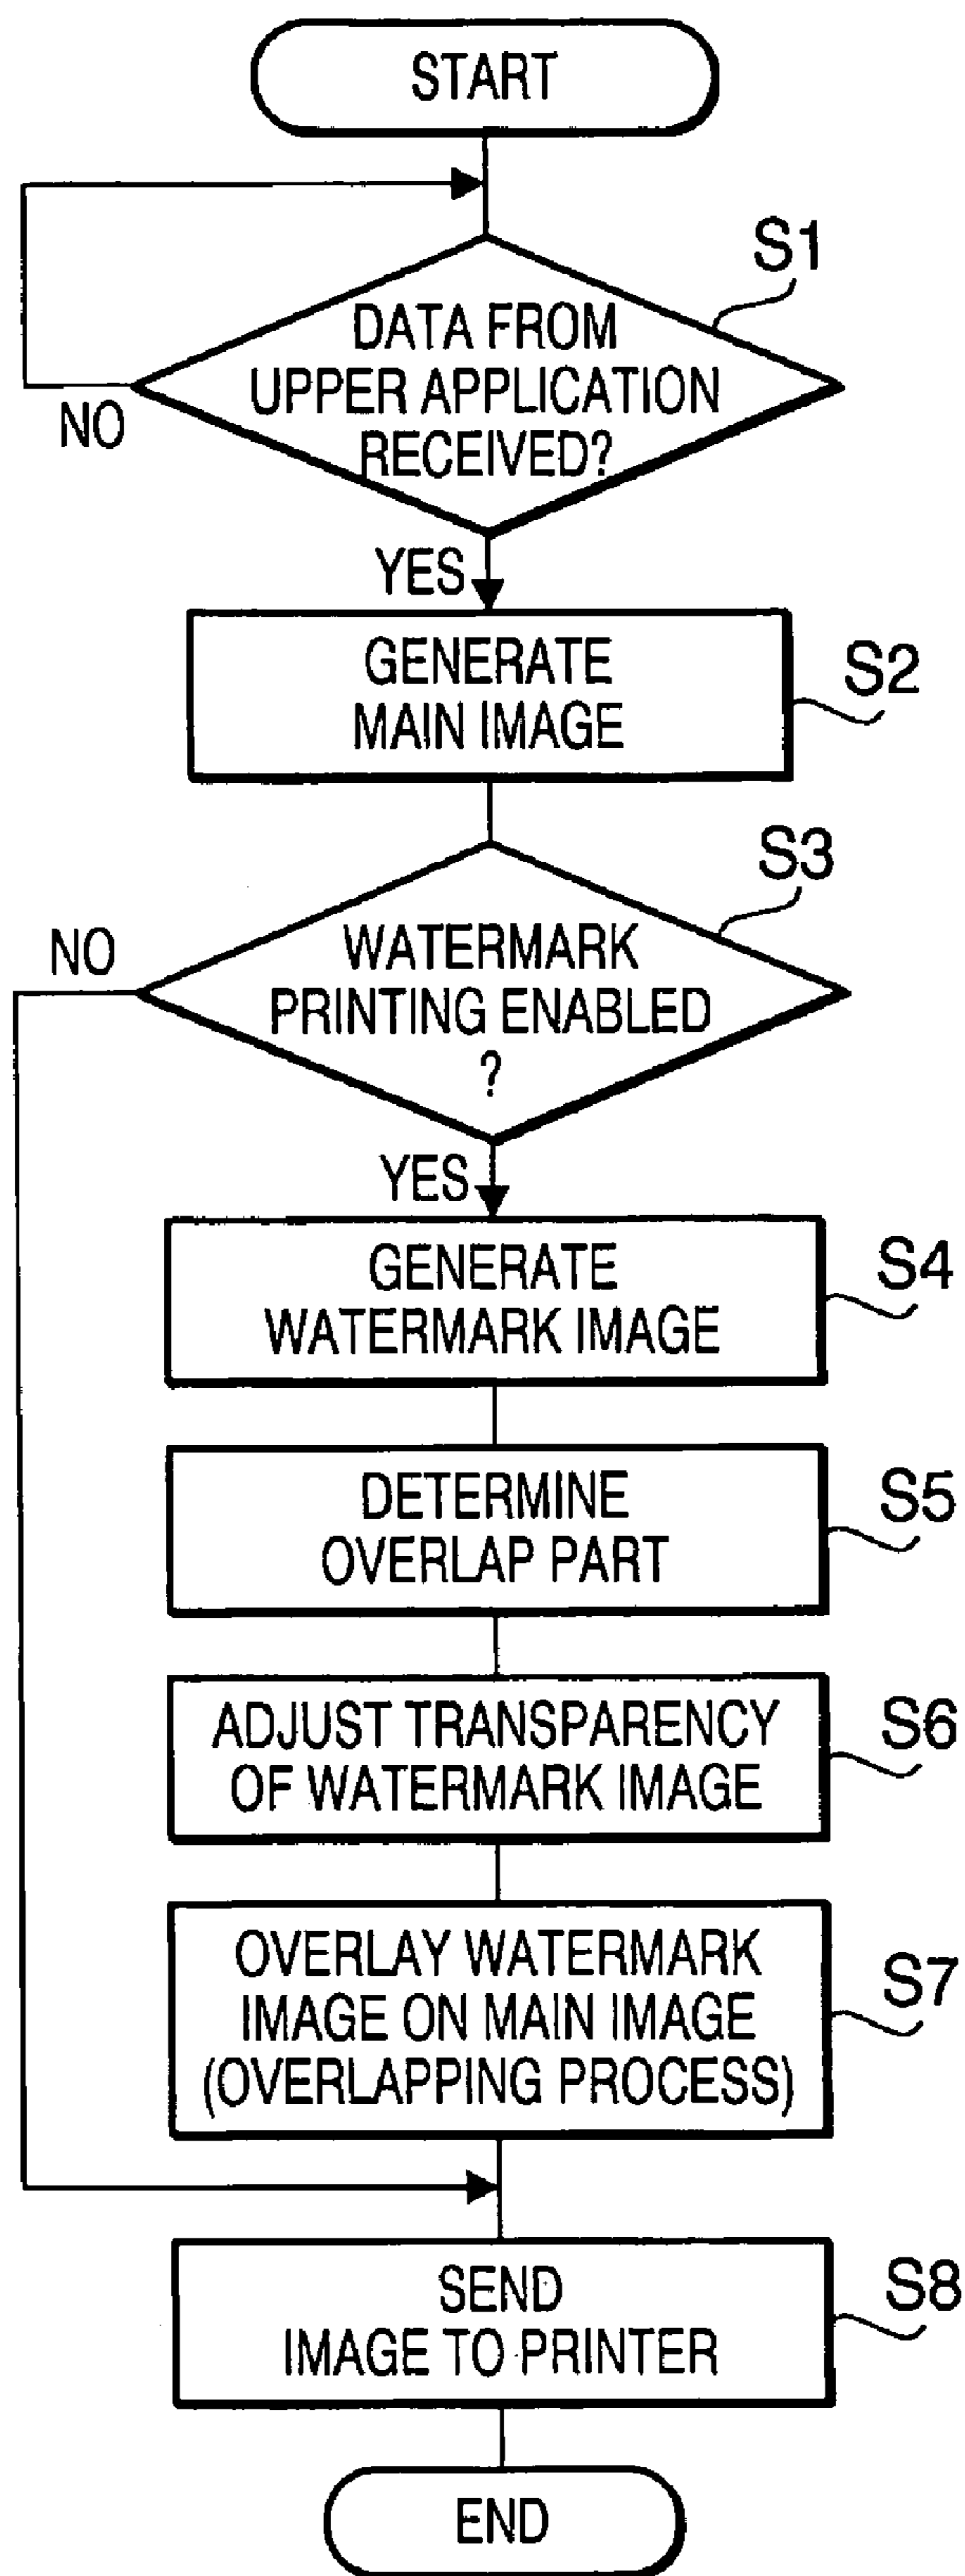 START
S1
DATA FROM
UPPER APPLICATION
RECEIVED?
NO
YES
GENERATE
MAIN IMAGE
S2
S3
NO
WATERMARK
PRINTING ENABLED
?
YES
GENERATE
WATERMARK IMAGE
S4
DETERMINE
OVERLAP PART
S5
ADJUST TRANSPARENCY
OF WATERMARK IMAGE
S6
OVERLAY WATERMARK
IMAGE ON MAIN IMAGE
(OVERLAPPING PROCESS)
S7
SEND
IMAGE TO PRINTER
S8
END